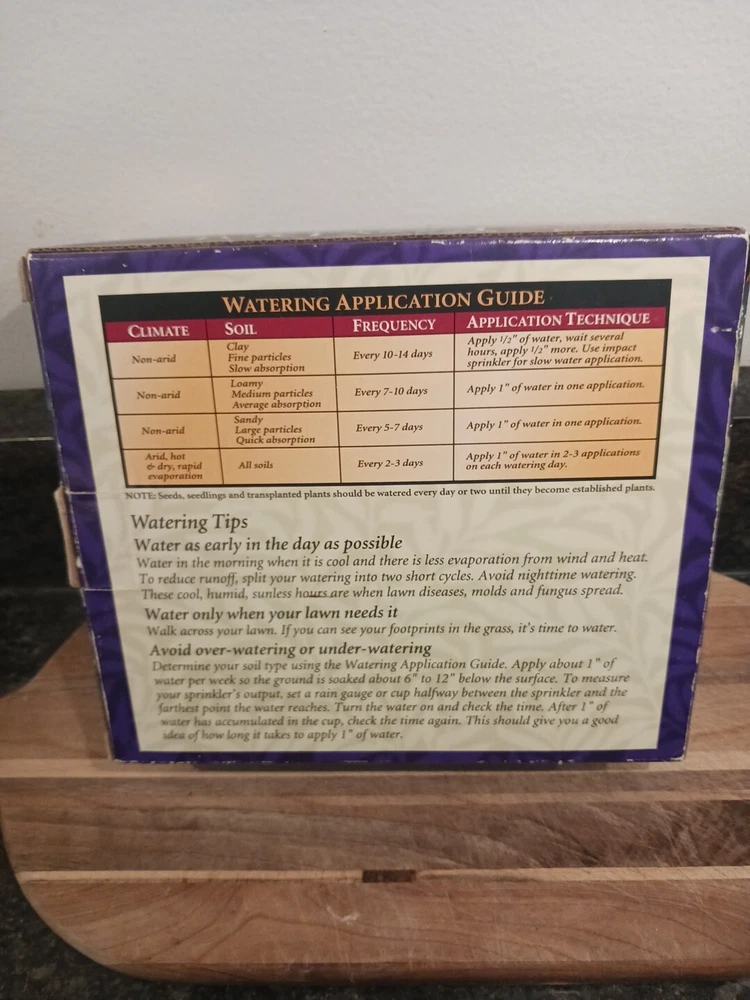 WATERING APPLICATION GUIDE
CLIMATE SOIL FREQUENCY APPLICATION TECHNIQUE
Non-arid
Clay
Fine particles
Slow absorption
Every 10-14 days
Apply 1/2" of water, wait several
hours, apply 1/2" more. Use impact
sprinkler for slow water application.
Non-arid
Loamy
Medium particles
Average absorption
Every 7-10 days
Apply 1" of water in one application.
Non-arid
Sandy
Large particles
Quick absorption
Every 5-7 days
Apply 1" of water in one application.
Arid, hot
& dry, rapid
evaporation
All soils
Every 2-3 days
Apply 1" of water in 2-3 applications
on each watering day.
NOTE: Seeds, seedlings and transplanted plants should be watered every day or two until they become established plants.
Watering Tips
Water as early in the day as possible
Water in the morning when it is cool and there is less evaporation from wind and heat.
To reduce runoff, split your watering into two short cycles. Avoid nighttime watering.
These cool, humid, sunless hours are when lawn diseases, molds and fungus spread.
Water only when your lawn needs it
Walk across your lawn. If you can see your footprints in the grass, it's time to water.
Avoid over-watering or under-watering
Determine your soil type using the Watering Application Guide. Apply about 1" of
water per week so the ground is soaked about 6" to 12" below the surface. To measure
your sprinkler's output, set a rain gauge or cup halfway between the sprinkler and the
farthest point the water reaches. Turn the water on and check the time. After 1" of
water has accumulated in the cup, check the time again. This should give you a good
idea of how long it takes to apply 1" of water.